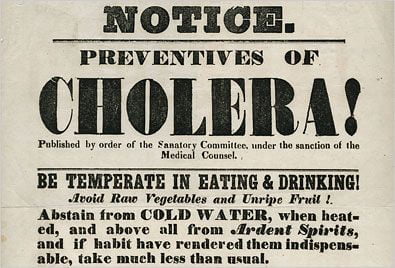 NOTICE.
PREVENTIVES OF
CHOLERA!
Published by order of the Sanatory Committee, under the sanction of the
Medical Counsel.
BE TEMPERATE IN EATING & DRINKING!
Avoid Raw Vegetables and Unripe Fruit !.
Abstain from COLD WATER, when heat-
ed, and above all from Ardent Spirits,
and if habit have rendered them indispens-
able, take much less than usual.